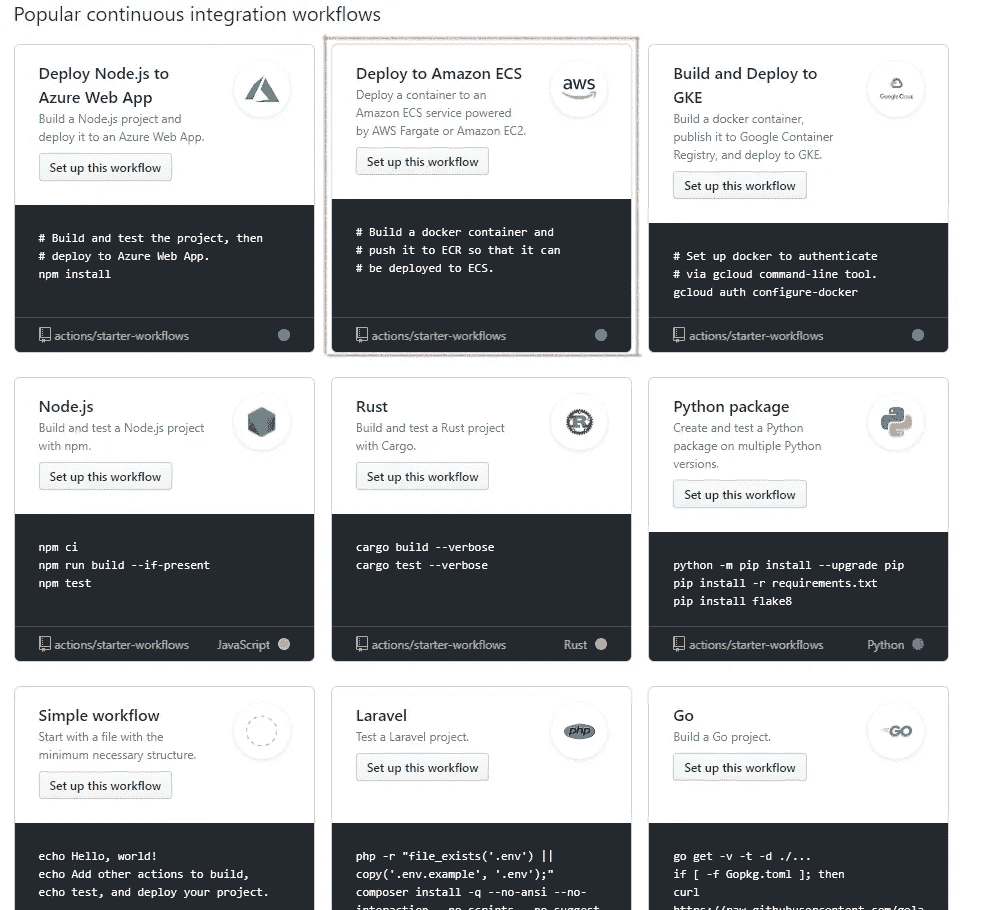 Popular continuous integration workflows
Deploy Node.js to
Azure Web App
Build a Node.js project and
deploy it to an Azure Web App.
Set up this workflow
# Build and test the project, then
# deploy to Azure Web App.
npm install
actions/starter-workflows
Deploy to Amazon ECS
aws
Deploy a container to an
Amazon ECS service powered
by AWS Fargate or Amazon EC2.
Set up this workflow
# Build a docker container and
# push it to ECR so that it can
# be deployed to ECS.
actions/starter-workflows
Build and Deploy to
GKE
Google Cloud
Build a docker container,
publish it to Google Container
Registry, and deploy to GKE.
Set up this workflow
# Set up docker to authenticate
# via gcloud command-line tool.
gcloud auth configure-docker
actions/starter-workflows
Node.js
Build and test a Node.js project
with npm.
Set up this workflow
npm ci
npm run build --if-present
npm test
actions/starter-workflows JavaScript
Rust
R
Build and test a Rust project
with Cargo.
Set up this workflow
cargo build --verbose
cargo test --verbose
actions/starter-workflows Rust
Python package
Create and test a Python
package on multiple Python
versions.
Set up this workflow
python -m pip install --upgrade pip
pip install -r requirements.txt
pip install flake8
actions/starter-workflows Python
Simple workflow
Start with a file with the
minimum necessary structure.
Set up this workflow
echo Hello, world!
echo Add other actions to build,
echo test, and deploy your project.
Laravel
php
Test a Laravel project.
Set up this workflow
php -r "file_exists('.env') ||
copy('.env.example', '.env');"
composer install -q --no-ansi --no-
interaction --no-scripts --no-suggest
Go
GO
Build a Go project.
Set up this workflow
go get -v -t -d ./...
if [ -f Gopkg.toml ]; then
curl